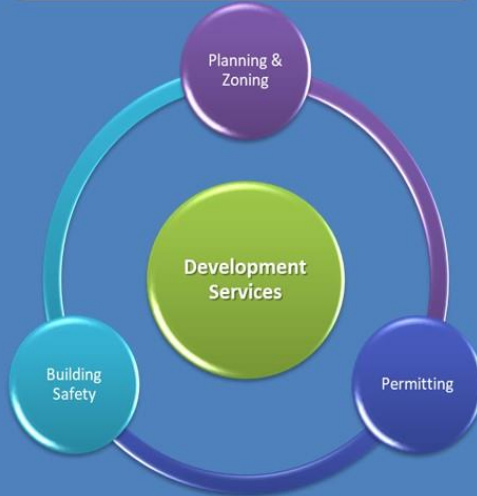 Planning &
Zoning
Development
Services
Building
Safety
Permitting